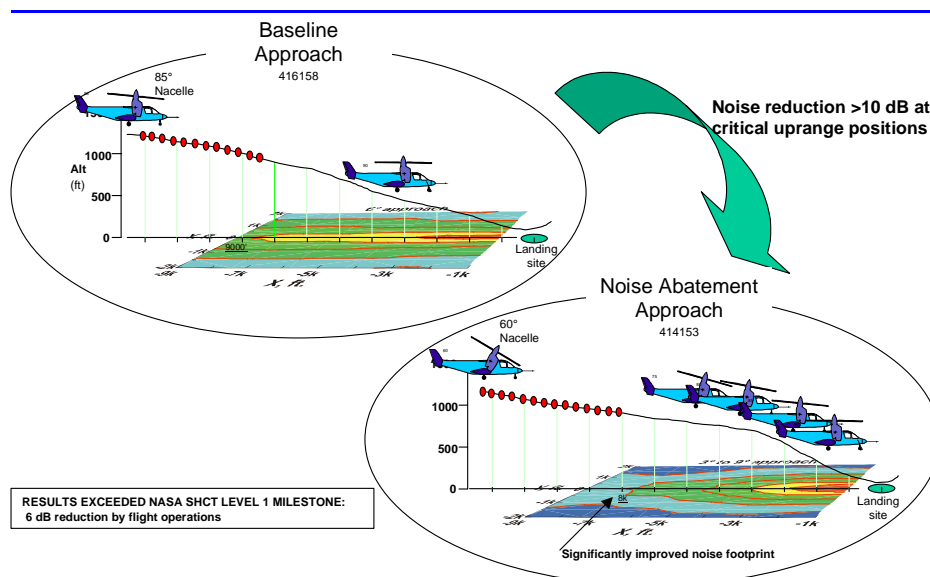 Baseline
Approach
416158
85°
Nacelle
1000
Alt
(ft)
500
0
6° approach
9000'
-9k
-7k
-5k
-3k
-1k
X, ft.
Landing
site
Noise reduction >10 dB at
critical uprange positions
Noise Abatement
Approach
414153
60°
Nacelle
1000
500
0
3° to 9° approach
8K
-9k
-7k
-5k
-3k
-1k
X, ft.
Landing
site
Significantly improved noise footprint
RESULTS EXCEEDED NASA SHCT LEVEL 1 MILESTONE:
6 dB reduction by flight operations